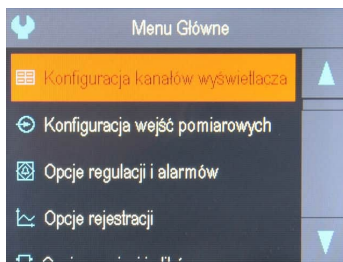 Menu Główne
Konfiguracja kanałów wyświetlacza
Konfiguracja wejść pomiarowych
Opcje regulacji i alarmów
Opcje rejestracji